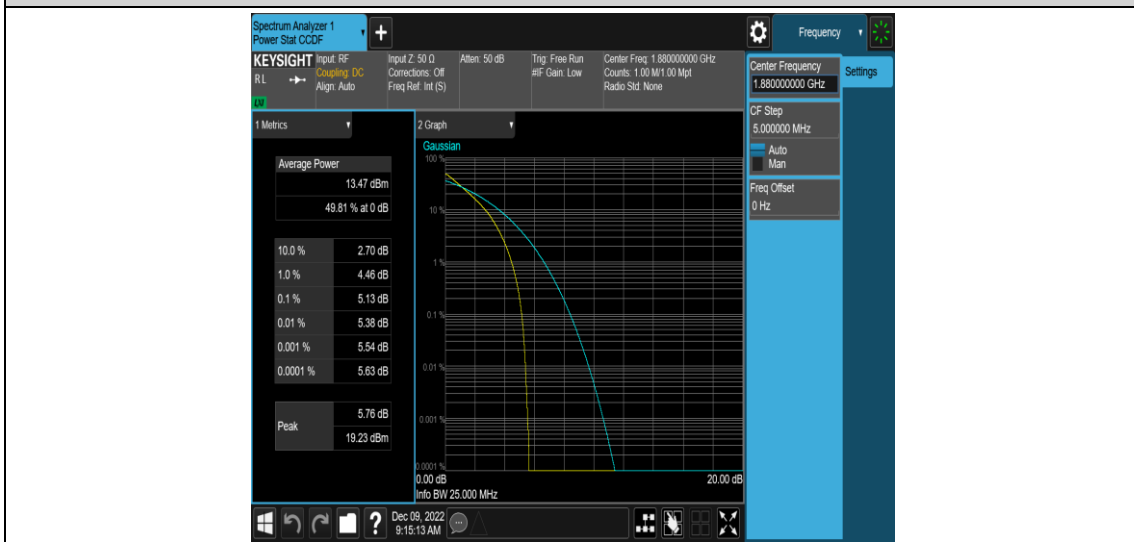 Spectrum Analyzer 1
Power Stat CCDF
+
Frequency
KEYSIGHT
RL
Input: RF
Coupling: DC
Align: Auto
Input Z: 50 Ω
Corrections: Off
Freq Ref: Int (S)
Atten: 50 dB
Trig: Free Run
#IF Gain: Low
Center Freq: 1.880000000 GHz
Counts: 1.00 M/1.00 Mpt
Radio Std: None
Center Frequency
1.880000000 GHz
Settings
CF Step
5.000000 MHz
Auto
Man
Freq Offset
0 Hz
1 Metrics
Average Power
13.47 dBm
49.81 % at 0 dB
10.0 % 2.70 dB
1.0 % 4.46 dB
0.1 % 5.13 dB
0.01 % 5.38 dB
0.001 % 5.54 dB
0.0001 % 5.63 dB
Peak
5.76 dB
19.23 dBm
2 Graph
Gaussian
100 %
10 %
1 %
0.1 %
0.01 %
0.001 %
0.0001 %
0.00 dB 20.00 dB
Info BW 25.000 MHz
?
Dec 09, 2022
9:15:13 AM